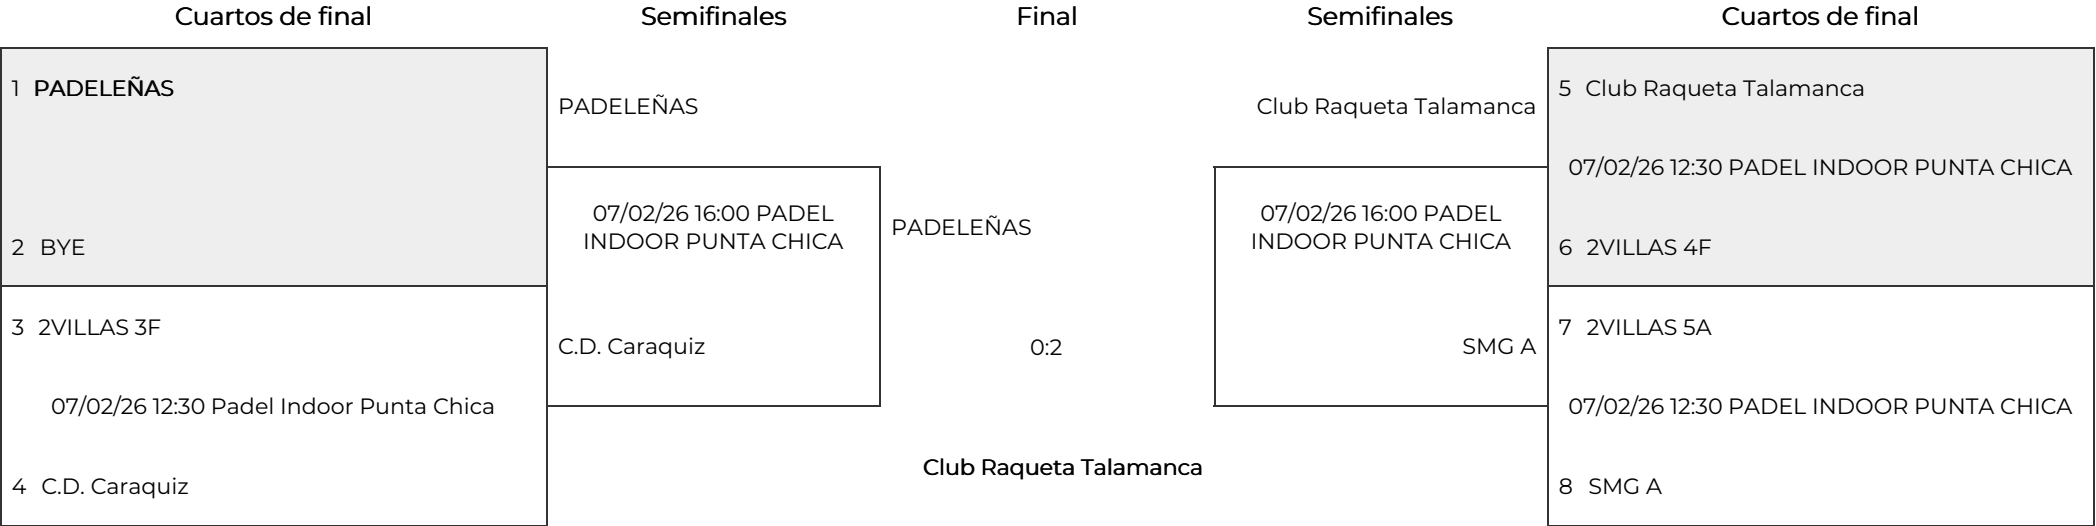 Cuartos de final
Semifinales
Final
Semifinales
Cuartos de final
1 PADELEÑAS
2 BYE
3 2VILLAS 3F
07/02/26 12:30 Padel Indoor Punta Chica
4 C.D. Caraquiz
PADELEÑAS
07/02/26 16:00 PADEL
INDOOR PUNTA CHICA
C.D. Caraquiz
PADELEÑAS
0:2
Club Raqueta Talamanca
Club Raqueta Talamanca
07/02/26 16:00 PADEL
INDOOR PUNTA CHICA
SMG A
5 Club Raqueta Talamanca
07/02/26 12:30 PADEL INDOOR PUNTA CHICA
6 2VILLAS 4F
7 2VILLAS 5A
07/02/26 12:30 PADEL INDOOR PUNTA CHICA
8 SMG A